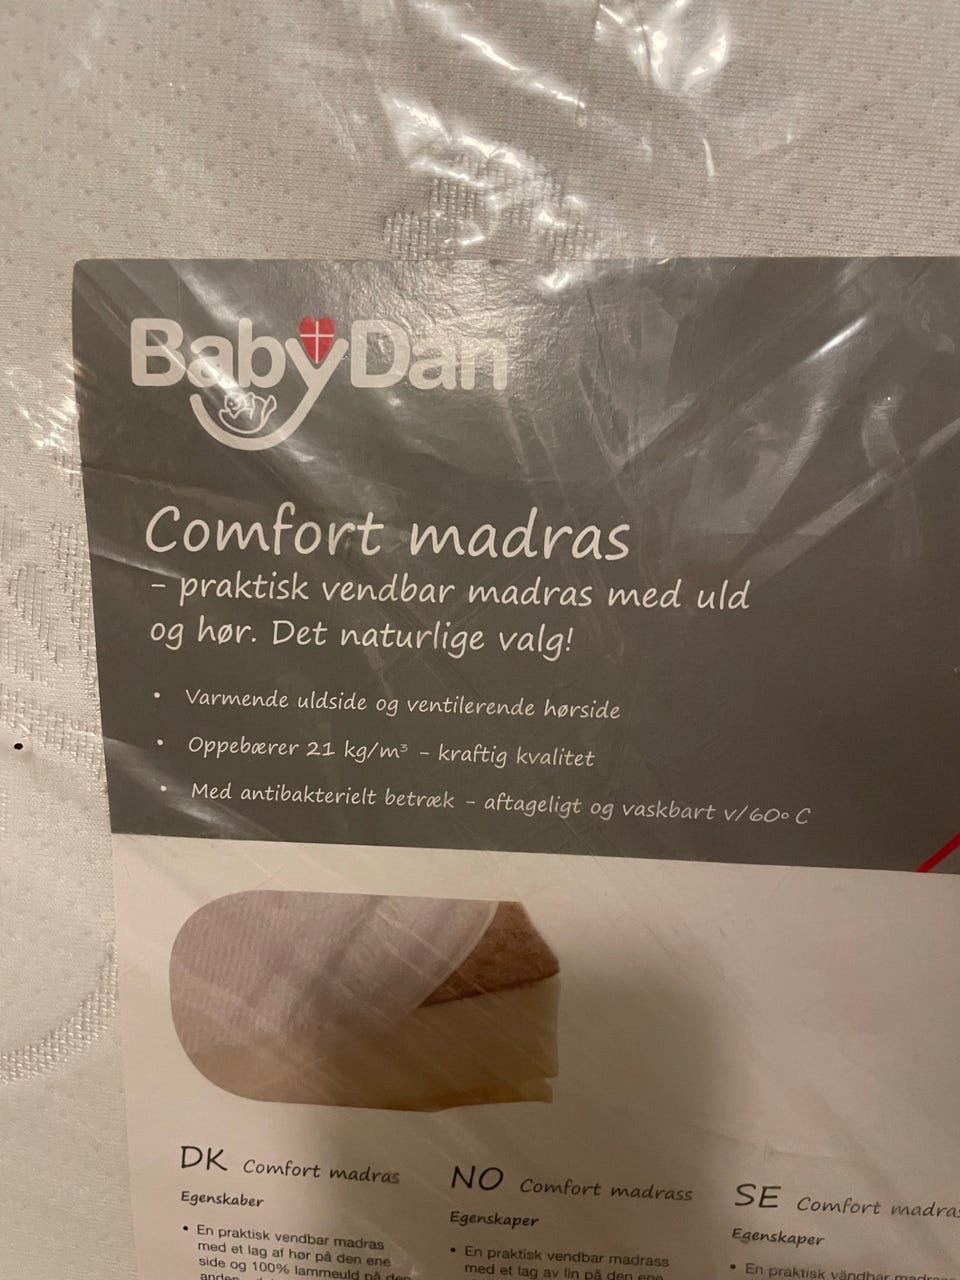 BabyDan
Comfort madras
- praktisk vendbar madras med uld
og hør. Det naturlige valg!
• Varmende uldside og ventilerende hørside
• Oppebærer 21 kg/m³ - kraftig kvalitet
• Med antibakterielt betræk - aftageligt og vaskbart v/60° C
DK Comfort madras
Egenskaber
• En praktisk vendbar madras
med et lag af hør på den ene
side og 100% lammeuld på den
NO Comfort madrass
Egenskaper
• En praktisk vendbar madrass
med et lag av lin på den ene
SE Comfort
Egenskaper
• En praktisk vändbar